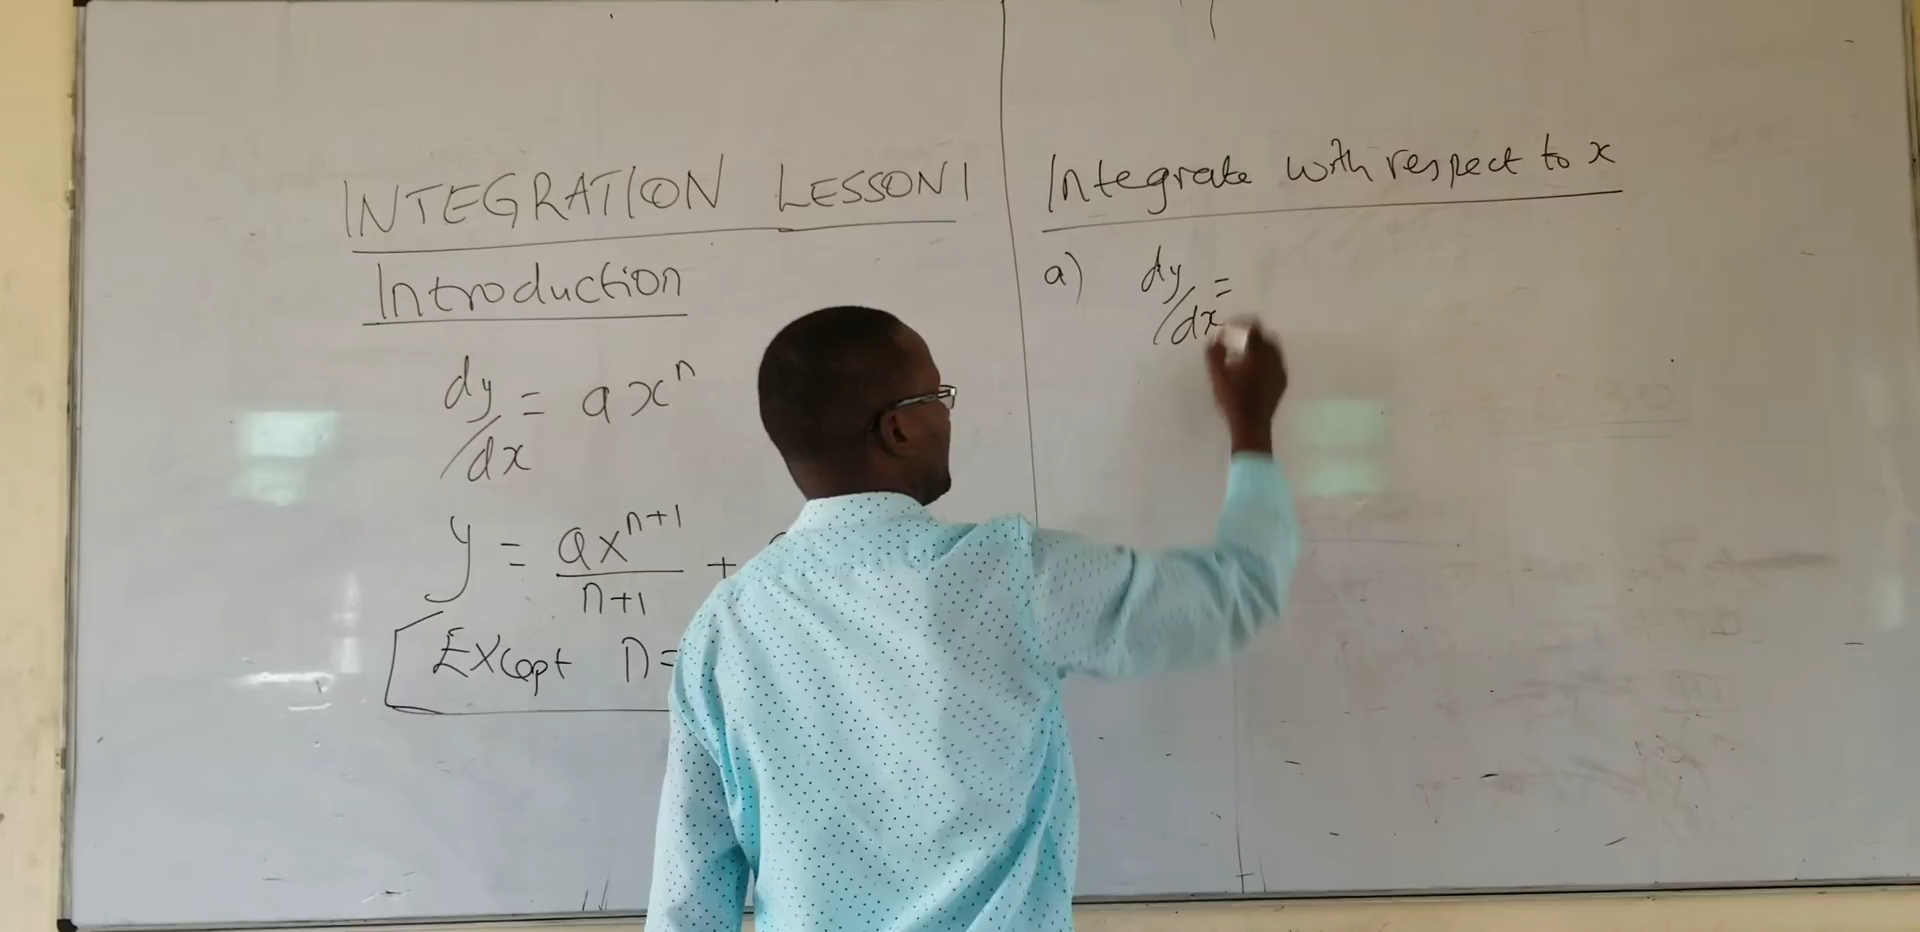 INTEGRATION LESSON 1
Introduction
dy/dx = ax^n
y = ax^{n+1}/n+1 +
Except n=
Integrate with respect to x
a) dy/dx =